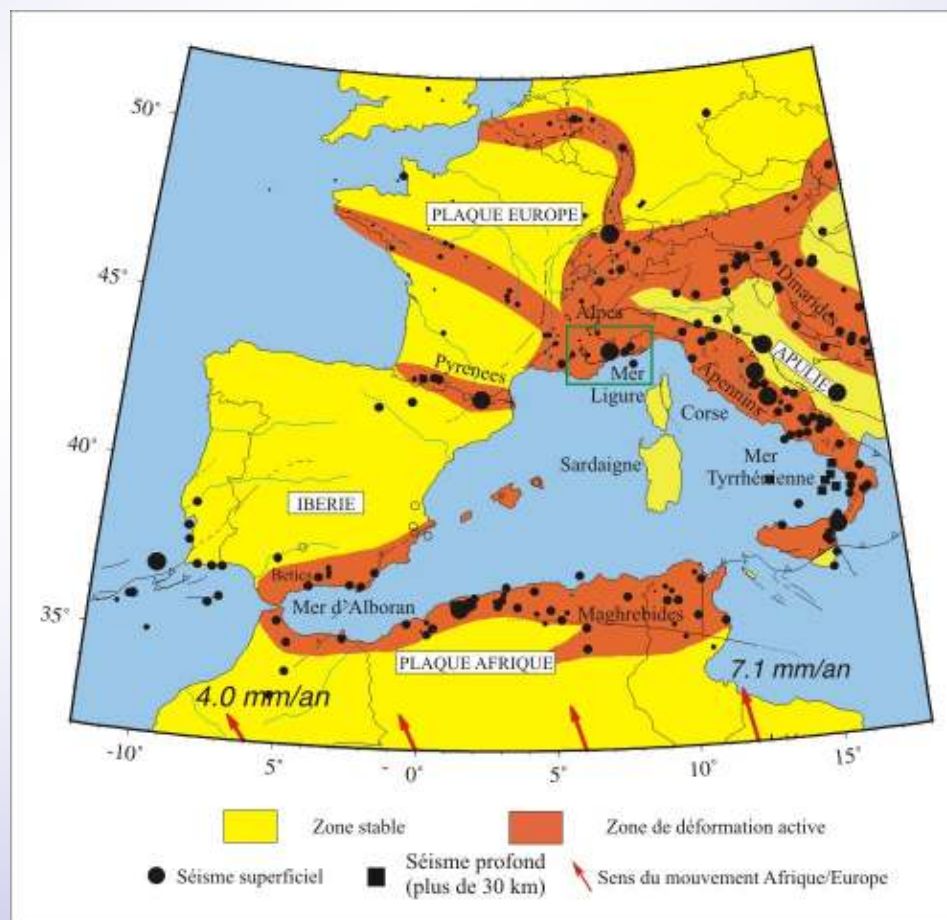 50°
PLAQUE EUROPE
45°
Alpes
Dinarides
Pyrenees
Mer
Ligure
APULIE
Apennins
Corse
40°
Mer
Tyrrhénienne
Sardaigne
IBERIE
Betics
35°
Mer d'Alboran
Maghrebides
PLAQUE AFRIQUE
4.0 mm/an
7.1 mm/an
-10° 5° - 0° 5° 10° 15°
Zone stable
Zone de déformation active
Séisme superficiel
Séisme profond
(plus de 30 km)
Sens du mouvement Afrique/Europe